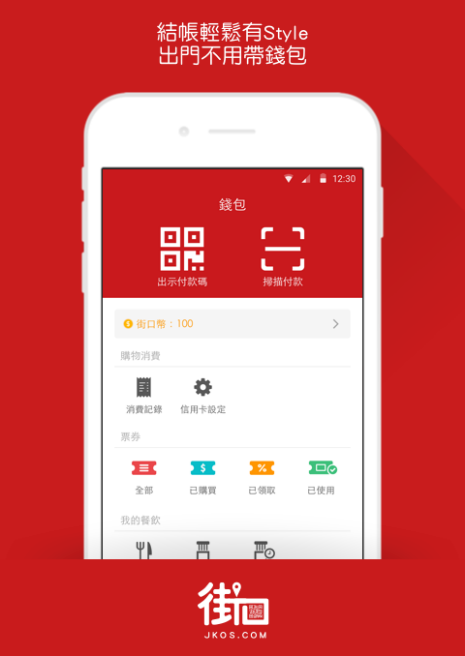 結帳輕鬆有Style
出門不用帶錢包
12:30
錢包
出示付款碼
掃描付款
街口幣：100
購物消費
消費記錄
信用卡設定
票券
全部
已購買
已領取
已使用
我的餐飲
街口
JKOS.COM